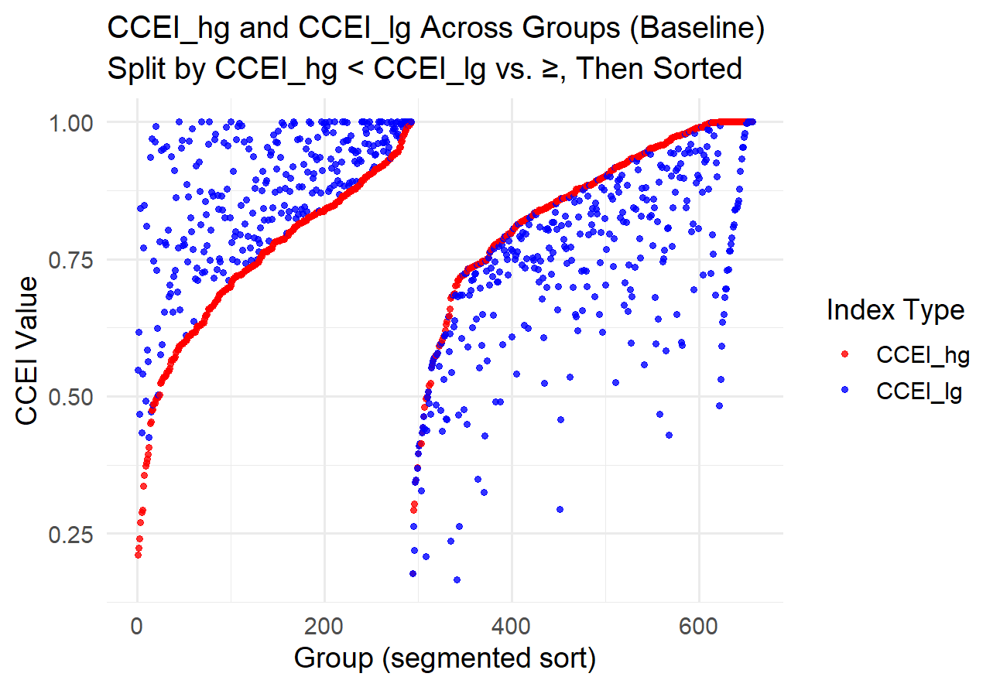 CCEI_hg and CCEI_lg Across Groups (Baseline)
Split by CCEI_hg < CCEI_lg vs. ≥, Then Sorted
1.00
0.75
0.50
0.25
CCEI Value
0 200 400 600
Group (segmented sort)
Index Type
CCEI_hg
CCEI_lg